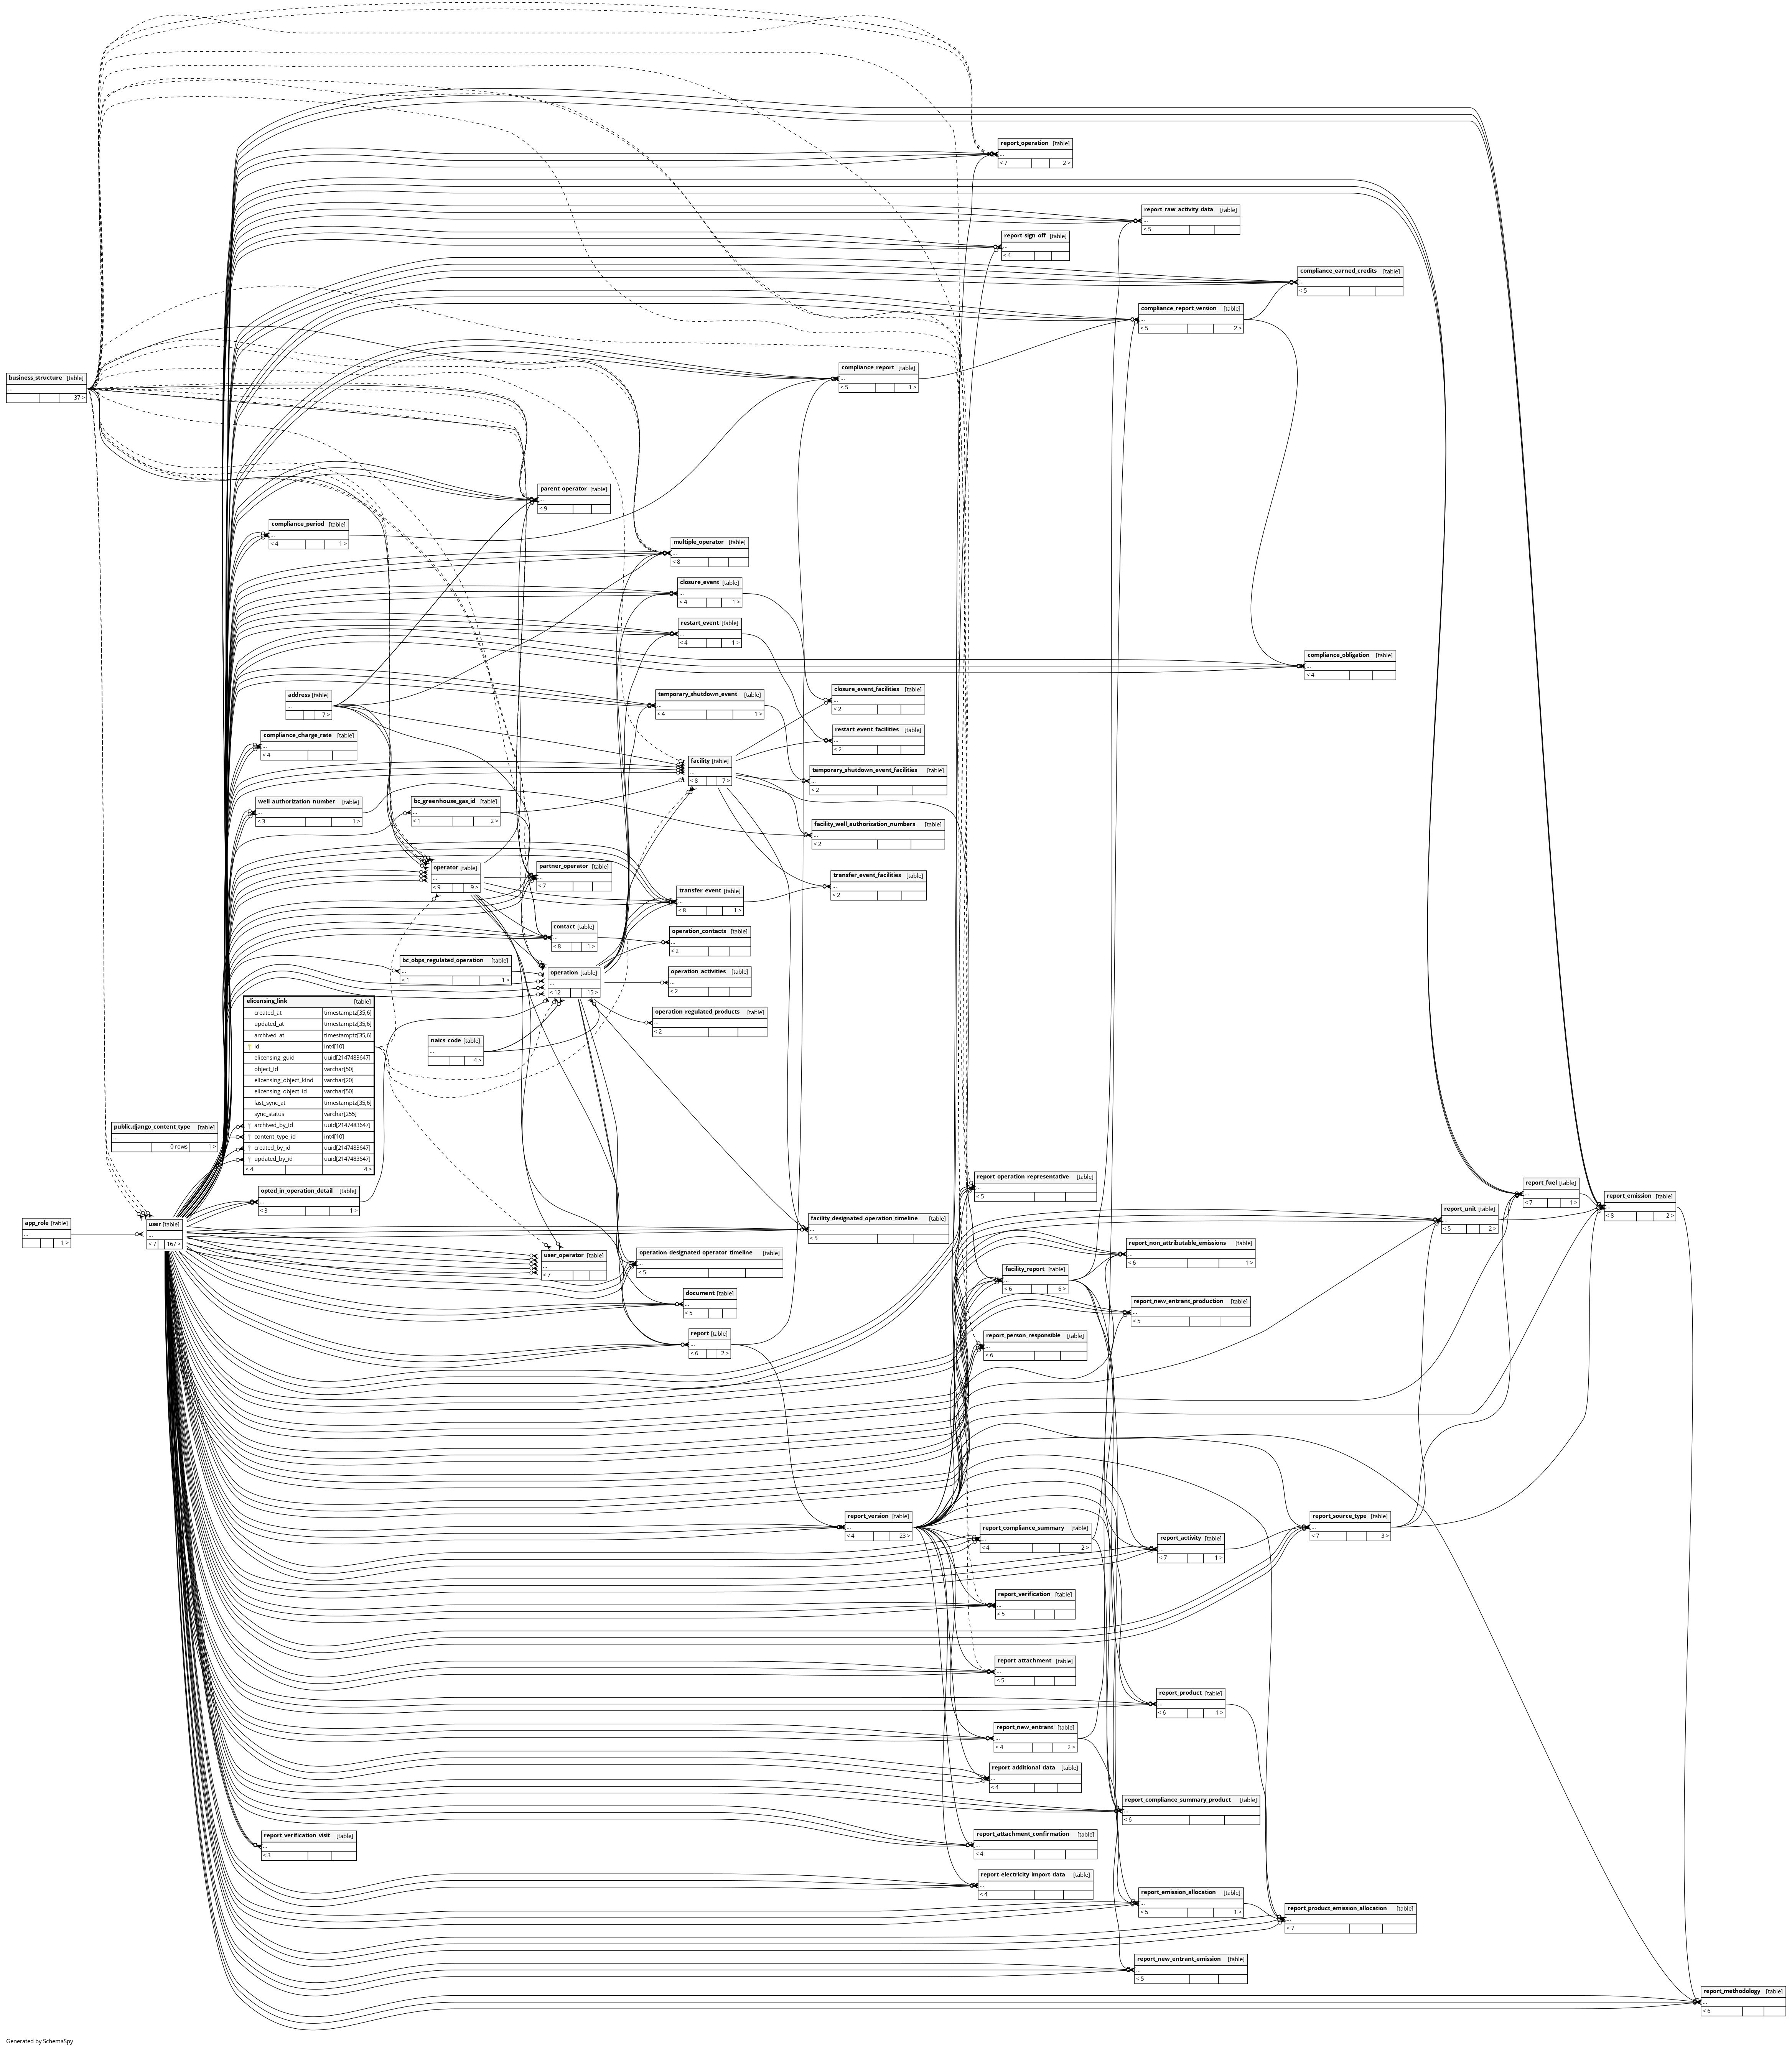 report_operation [table]
...
< 7 2 >
report_raw_activity_data [table]
...
< 5
report_sign_off [table]
...
< 4
compliance_earned_credits [table]
...
< 5
compliance_report_version [table]
...
< 5 2 >
compliance_report [table]
...
< 5 1 >
business_structure [table]
...
37 >
parent_operator [table]
...
< 9
compliance_period [table]
...
< 4 1 >
multiple_operator [table]
...
< 8
closure_event [table]
...
< 4 1 >
restart_event [table]
...
< 4 1 >
compliance_obligation [table]
...
< 4
address [table]
...
7 >
temporary_shutdown_event [table]
...
< 4 1 >
closure_event_facilities [table]
...
< 2
restart_event_facilities [table]
...
< 2
compliance_charge_rate [table]
...
< 4
facility [table]
...
< 8 7 >
temporary_shutdown_event_facilities [table]
...
< 2
well_authorization_number [table]
...
< 3 1 >
bc_greenhouse_gas_id [table]
...
< 1 2 >
facility_well_authorization_numbers [table]
...
< 2
operator [table]
...
< 9 9 >
partner_operator [table]
...
< 7
transfer_event [table]
...
< 8 1 >
transfer_event_facilities [table]
...
< 2
contact [table]
...
< 8 1 >
operation_contacts [table]
...
< 2
bc_obps_regulated_operation [table]
...
< 1 1 >
operation [table]
...
< 12 15 >
operation_activities [table]
...
< 2
operation_regulated_products [table]
...
< 2
naics_code [table]
...
4 >
elicensing_link [table]
created_at timestamptz[35,6]
updated_at timestamptz[35,6]
archived_at timestamptz[35,6]
id int4[10]
elicensing_guid uuid[2147483647]
object_id varchar[50]
elicensing_object_kind varchar[20]
elicensing_object_id varchar[50]
last_sync_at timestamptz[35,6]
sync_status varchar[255]
archived_by_id uuid[2147483647]
content_type_id int4[10]
created_by_id uuid[2147483647]
updated_by_id uuid[2147483647]
< 4 4 >
public.django_content_type [table]
...
0 rows 1 >
opted_in_operation_detail [table]
...
< 3 1 >
app_role [table]
...
1 >
user [table]
...
< 7 167 >
report_operation_representative [table]
...
< 5
report_fuel [table]
...
< 7 1 >
report_emission [table]
...
< 8 2 >
report_unit [table]
...
< 5 2 >
facility_designated_operation_timeline [table]
...
< 5
user_operator [table]
...
< 7
operation_designated_operator_timeline [table]
...
< 5
report_non_attributable_emissions [table]
...
< 6 1 >
facility_report [table]
...
< 6 6 >
document [table]
...
< 5
report_new_entrant_production [table]
...
< 5
report [table]
...
< 6 2 >
report_person_responsible [table]
...
< 6
report_version [table]
...
< 4 23 >
report_compliance_summary [table]
...
< 4 2 >
report_activity [table]
...
< 7 1 >
report_source_type [table]
...
< 7 3 >
report_verification [table]
...
< 5
report_attachment [table]
...
< 5
report_product [table]
...
< 6 1 >
report_new_entrant [table]
...
< 4 2 >
report_additional_data [table]
...
< 4
report_compliance_summary_product [table]
...
< 6
report_verification_visit [table]
...
< 3
report_attachment_confirmation [table]
...
< 4
report_electricity_import_data [table]
...
< 4
report_emission_allocation [table]
...
< 5 1 >
report_product_emission_allocation [table]
...
< 7
report_new_entrant_emission [table]
...
< 5
report_methodology [table]
...
< 6
Generated by SchemaSpy